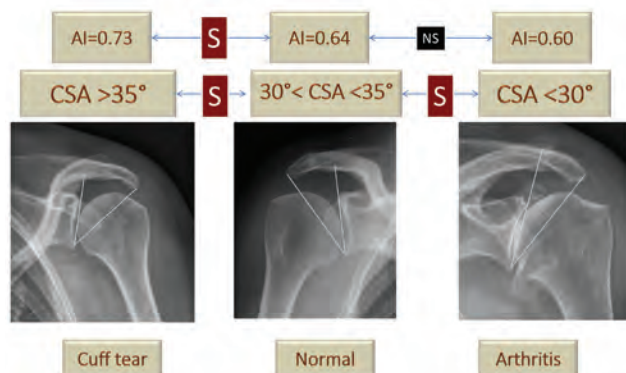 AI=0.73 S AI=0.64 NS AI=0.60
CSA >35° S 30°< CSA <35° S CSA <30°
Cuff tear Normal Arthritis